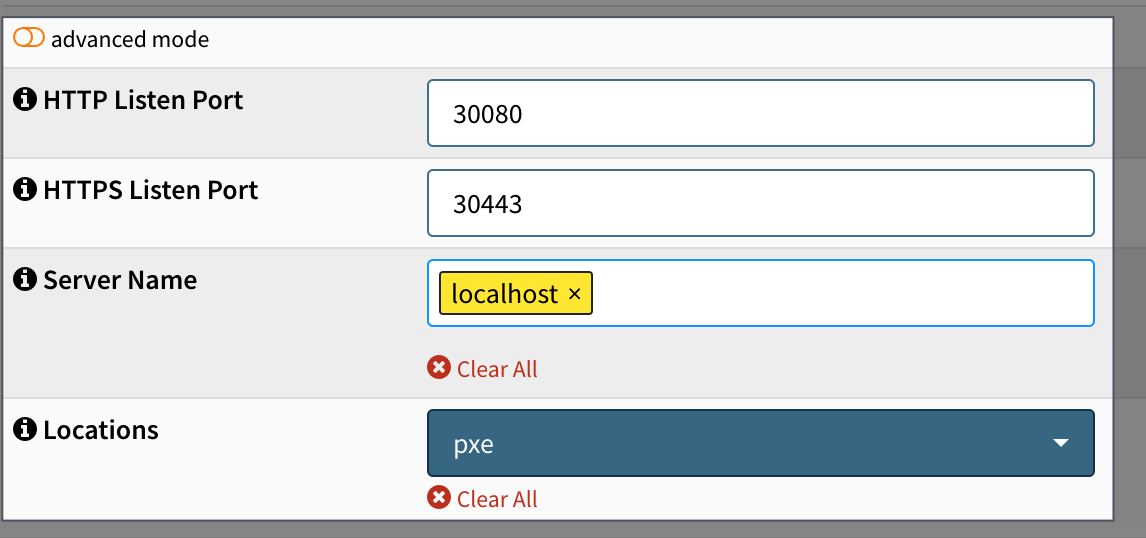 advanced mode
HTTP Listen Port
30080
HTTPS Listen Port
30443
Server Name
localhost ×
Clear All
Locations
pxe
Clear All